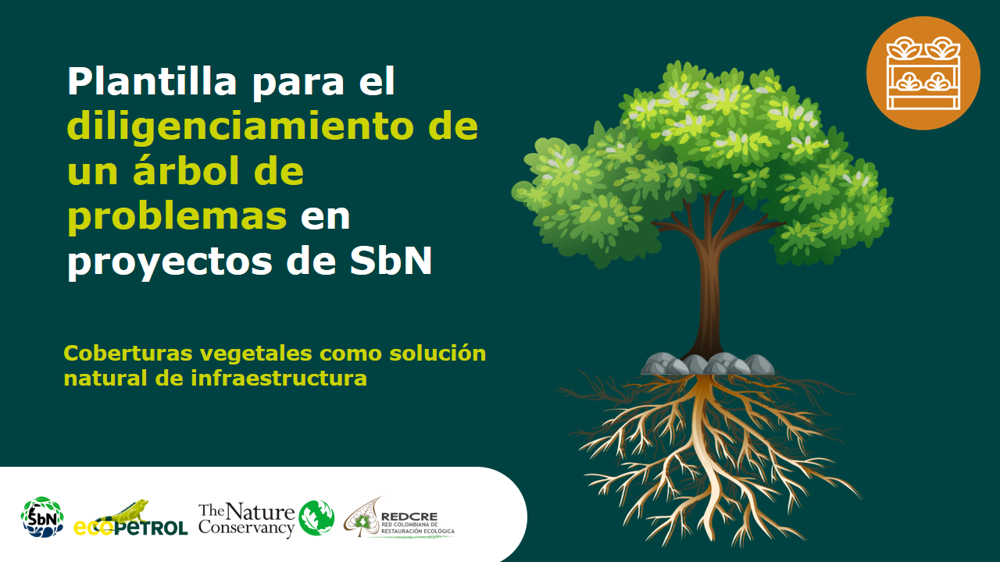 Plantilla para el
diligenciamiento de
un árbol de
problemas en
proyectos de SbN
Coberturas vegetales como solución
natural de infraestructura
SbN
ecopetrol
The Nature
Conservancy
REDCRE
RED COLOMBIANA DE
RESTAURACIÓN ECOLÓGICA